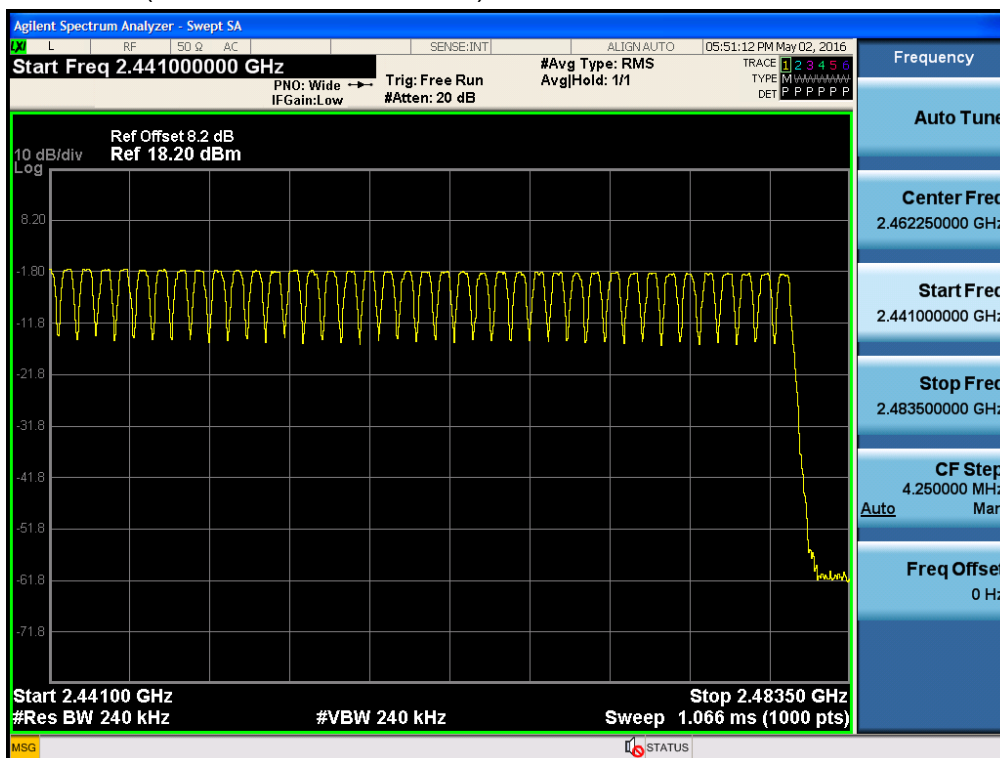 Agilent Spectrum Analyzer - Swept SA
LXI L RF 50 Ω AC SENSE:INT ALIGN AUTO 05:51:12 PM May 02, 2016
Start Freq 2.441000000 GHz
PNO: Wide
IFGain:Low
Trig: Free Run
#Atten: 20 dB
#Avg Type: RMS
Avg|Hold: 1/1
TRACE 1 2 3 4 5 6
TYPE M WWWWW
DET P P P P P P
Frequency
Auto Tune
Center Freq
2.462250000 GHz
Start Freq
2.441000000 GHz
Stop Freq
2.483500000 GHz
CF Step
4.250000 MHz
Auto Man
Freq Offset
0 Hz
Ref Offset 8.2 dB
10 dB/div Ref 18.20 dBm
Log
8.20
-1.80
-11.8
-21.8
-31.8
-41.8
-51.8
-61.8
-71.8
Start 2.44100 GHz Stop 2.48350 GHz
#Res BW 240 kHz #VBW 240 kHz Sweep 1.066 ms (1000 pts)
MSG STATUS